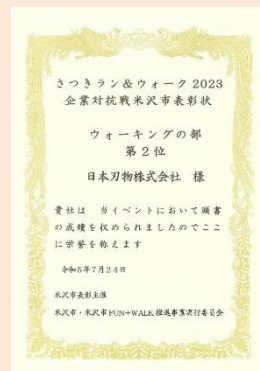 さつきラン&ウォーク 2023
企業対抗戦米沢市表彰状
ウォーキングの部
第2位
日本刃物株式会社 様
貴社は 当イベントにおいて頭書
の成績を収められましたのでここ
に栄誉を称えます
令和5年7月24日
米沢市表彰主催
米沢市・米沢市FUN+WALK推進事業実行委員会